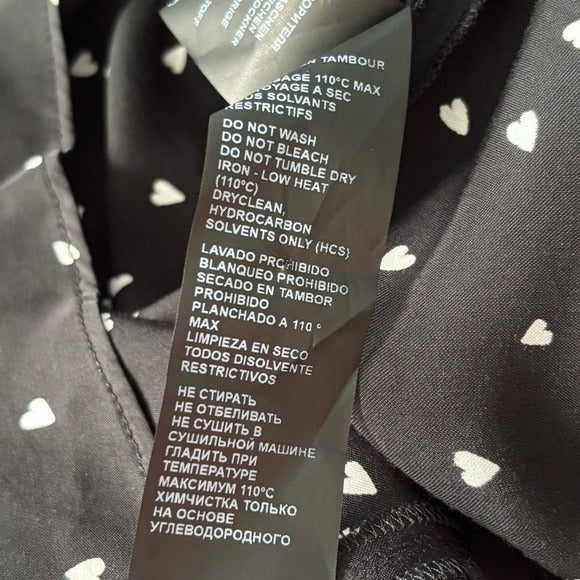 TOFF
EN TAMBOUR
110°C MAX
A SEC
SOLVANTS
RESTRICTIFS
DO NOT WASH
DO NOT BLEACH
DO NOT TUMBLE DRY
IRON - LOW HEAT
(110°C)
DRYCLEAN,
HYDROCARBON
SOLVENTS ONLY (HCS)
LAVADO PROHIBIDO
BLANQUEO PROHIBIDO
SECADO EN TAMBOR
PROHIBIDO
PLANCHADO A 110 °
MAX
LIMPIEZA EN SECO
TODOS DISOLVENTE
RESTRICTIVOS
НЕ СТИРАТЬ
НЕ ОТБЕЛИВАТЬ
НЕ СУШИТЬ В
СУШИЛЬНОЙ МАШИНЕ
ГЛАДИТЬ ПРИ
ТЕМПЕРАТУРЕ
МАКСИМУМ 110°C
ХИМЧИСТКА ТОЛЬКО
НА ОСНОВЕ
УГЛЕВОДОРОДНОГО